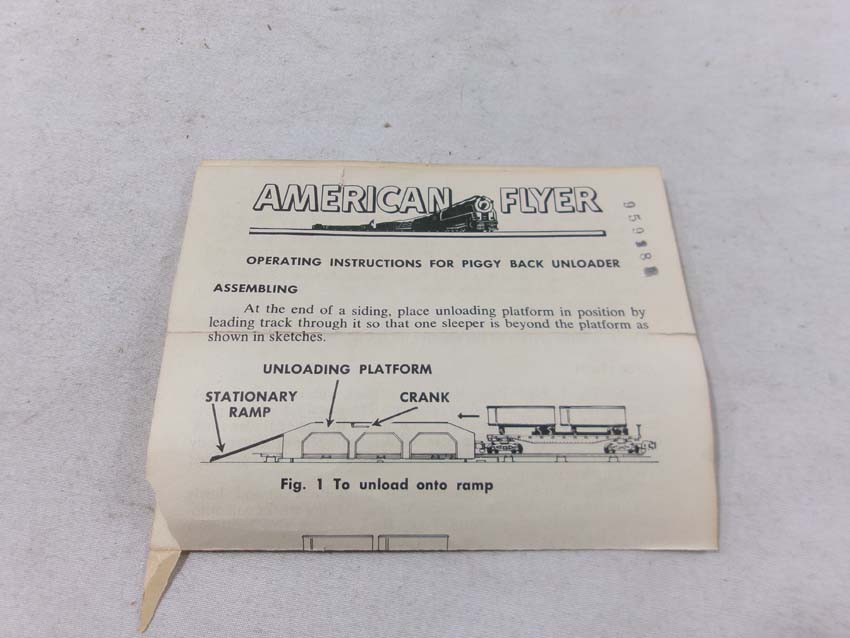 AMERICAN FLYER
OPERATING INSTRUCTIONS FOR PIGGY BACK UNLOADER
ASSEMBLING
At the end of a siding, place unloading platform in position by
leading track through it so that one sleeper is beyond the platform as
shown in sketches.
UNLOADING PLATFORM
STATIONARY
RAMP
CRANK
Fig. 1 To unload onto ramp